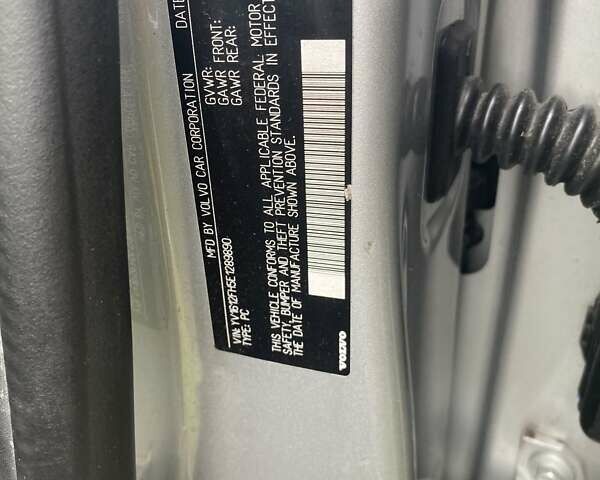 DATE
MFD BY VOLVO CAR CORPORATION
GVWR:
GAWR FRONT:
GAWR REAR:
VIN: YV1612FH5E1289890
TYPE: PC
THIS VEHICLE CONFORMS TO ALL APPLICABLE FEDERAL MOTOR
SAFETY, BUMPER AND THEFT PREVENTION STANDARDS IN EFFECT
THE DATE OF MANUFACTURE SHOWN ABOVE.
VOLVO